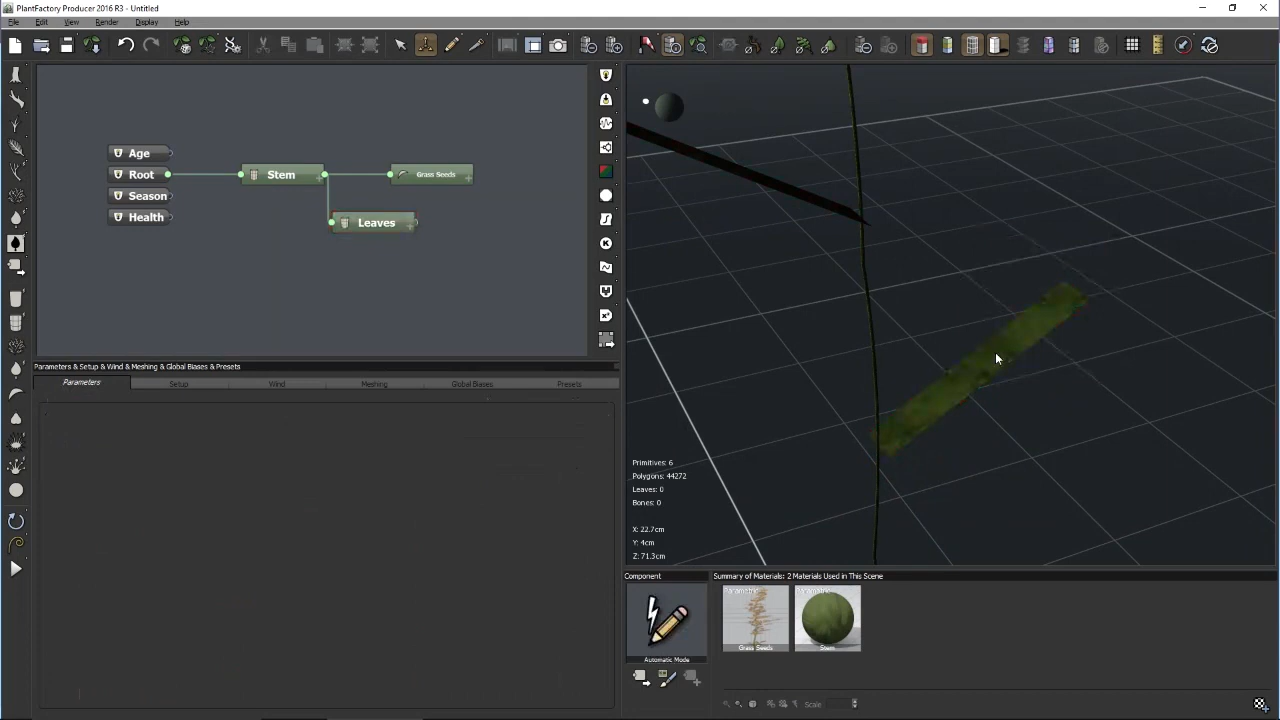 PlantFactory Producer 2016 R3 - Untitled
File Edit View Render Display Help
Age
Root
Season
Health
Stem
Grass Seeds
Leaves
Parameters & Setup & Wind & Meshing & Global Biases & Presets
Parameters Setup Wind Meshing Global Biases Presets
Primitives: 6
Polygons: 44272
Leaves: 0
Bones: 0
X: 22.7cm
Y: 4cm
Z: 71.3cm
Component
Automatic Mode
Summary of Materials: 2 Materials Used in This Scene
Parametric
Grass Seeds
Parametric
Stem
Scale